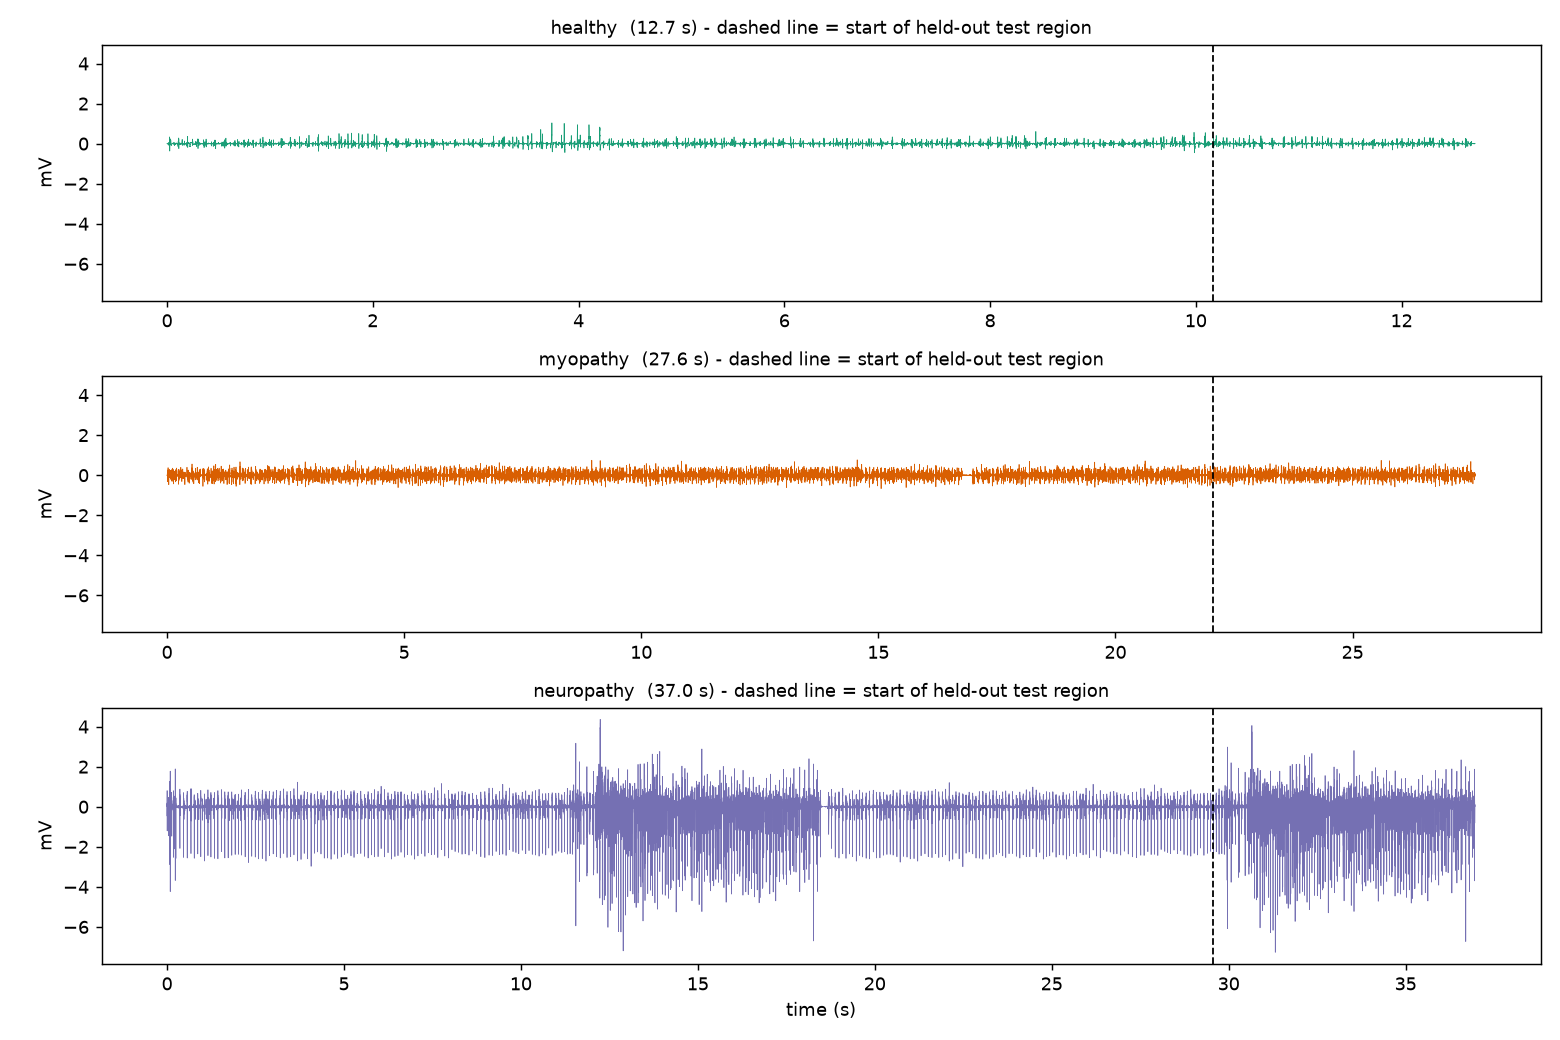 healthy  (12.7 s) - dashed line = start of held-out test region
4
2
0
−2
−4
−6
mV
0 2 4 6 8 10 12
myopathy  (27.6 s) - dashed line = start of held-out test region
4
2
0
−2
−4
−6
mV
0 5 10 15 20 25
neuropathy  (37.0 s) - dashed line = start of held-out test region
4
2
0
−2
−4
−6
mV
0 5 10 15 20 25 30 35
time (s)